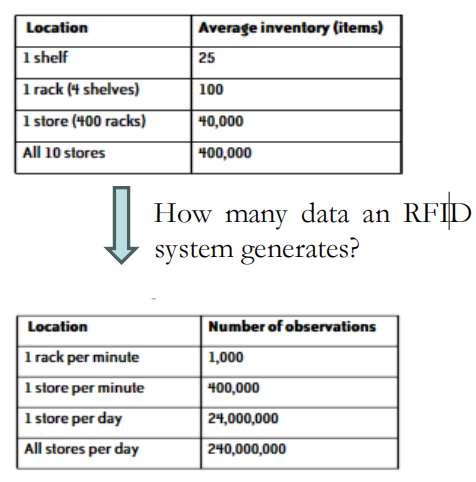 Location Average inventory (items)
1 shelf 25
1 rack (4 shelves) 100
1 store (400 racks) 40,000
All 10 stores 400,000
How many data an RFID
system generates?
Location Number of observations
1 rack per minute 1,000
1 store per minute 400,000
1 store per day 24,000,000
All stores per day 240,000,000